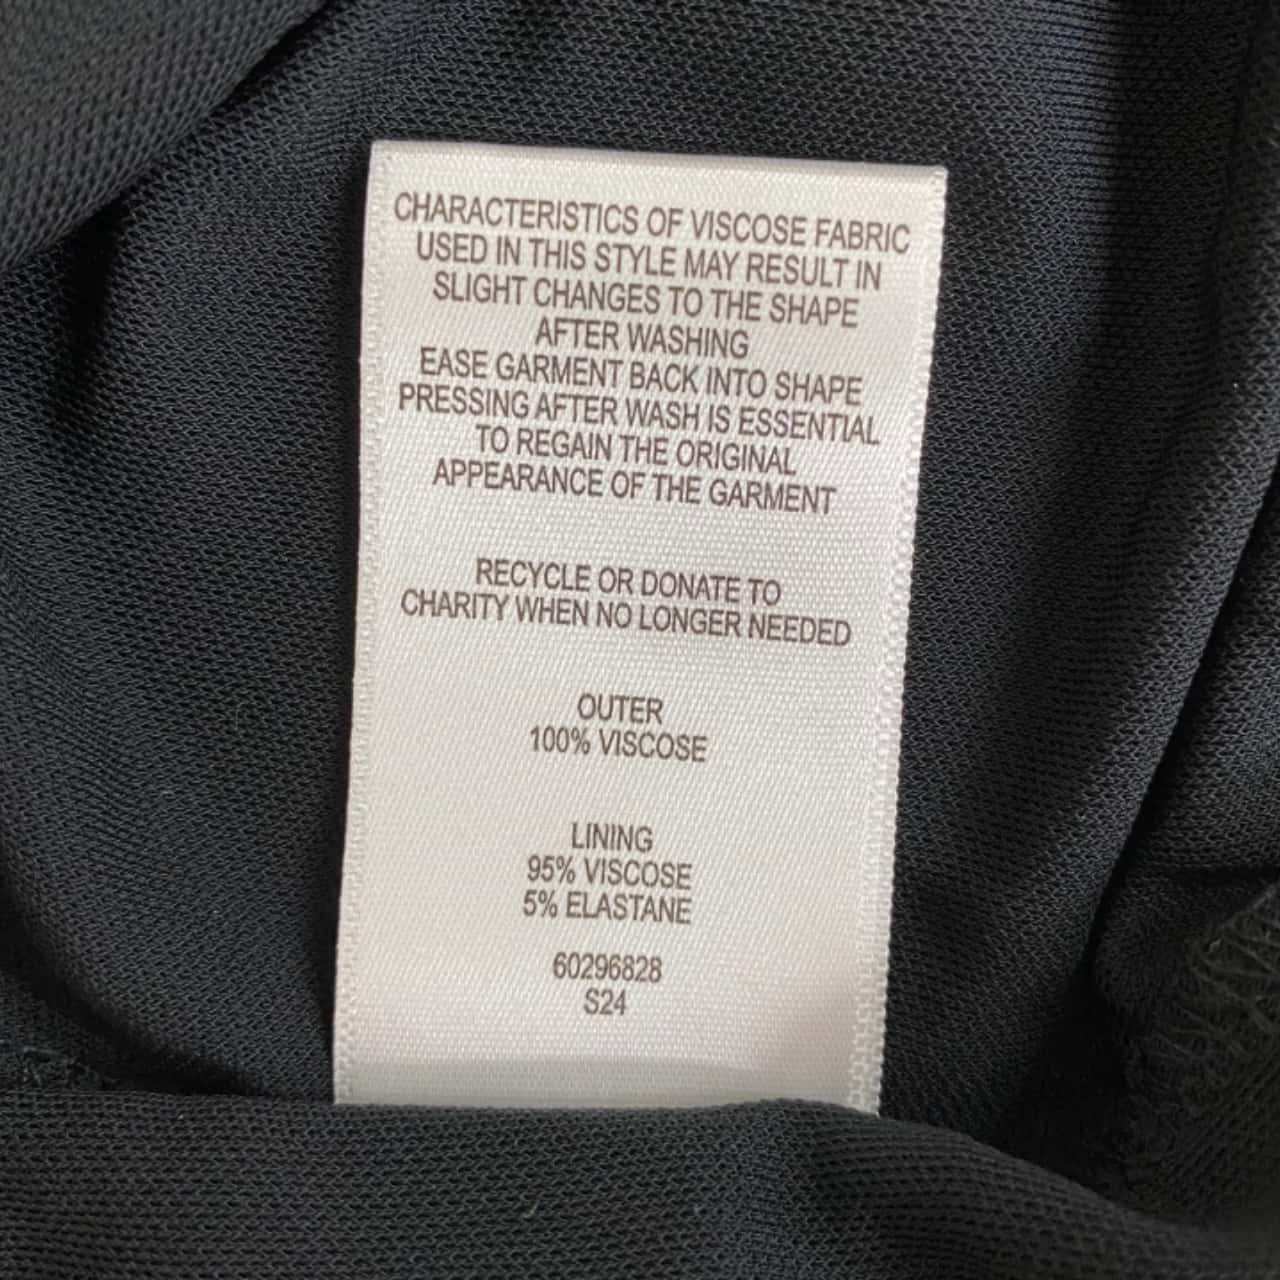 CHARACTERISTICS OF VISCOSE FABRIC
USED IN THIS STYLE MAY RESULT IN
SLIGHT CHANGES TO THE SHAPE
AFTER WASHING
EASE GARMENT BACK INTO SHAPE
PRESSING AFTER WASH IS ESSENTIAL
TO REGAIN THE ORIGINAL
APPEARANCE OF THE GARMENT
RECYCLE OR DONATE TO
CHARITY WHEN NO LONGER NEEDED
OUTER
100% VISCOSE
LINING
95% VISCOSE
5% ELASTANE
60296828
S24